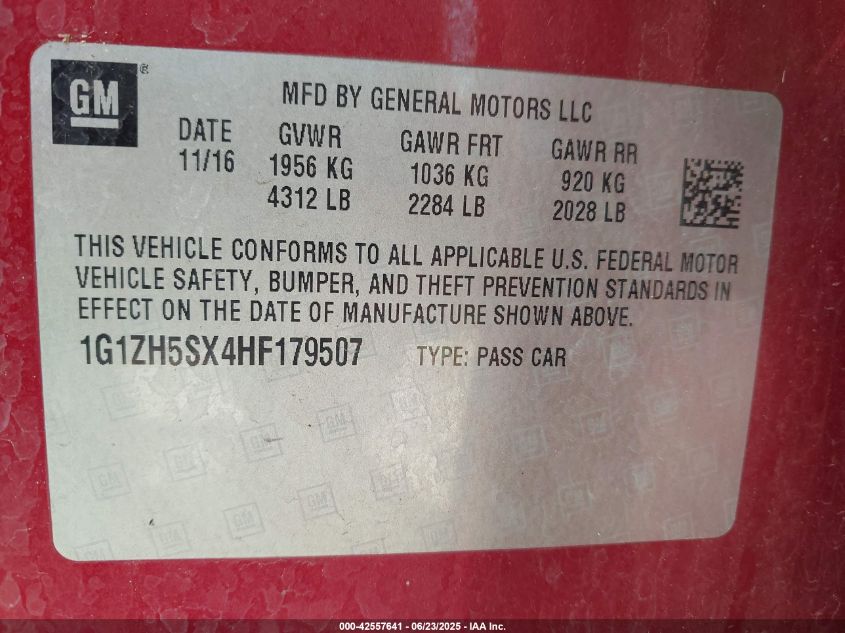 GM ®
MFD BY GENERAL MOTORS LLC
DATE GVWR GAWR FRT GAWR RR
11/16 1956 KG 1036 KG 920 KG
4312 LB 2284 LB 2028 LB
THIS VEHICLE CONFORMS TO ALL APPLICABLE U.S. FEDERAL MOTOR
VEHICLE SAFETY, BUMPER, AND THEFT PREVENTION STANDARDS IN
EFFECT ON THE DATE OF MANUFACTURE SHOWN ABOVE.
1G1ZH5SX4HF179507 TYPE: PASS CAR
000-42557641 - 06/23/2025 - IAA Inc.